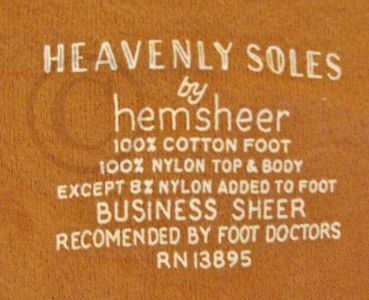 HEAVENLY SOLES
by
hemsheer
100% COTTON FOOT
100% NYLON TOP & BODY
EXCEPT 8% NYLON ADDED TO FOOT
BUSINESS SHEER
RECOMENDED BY FOOT DOCTORS
RN 13895